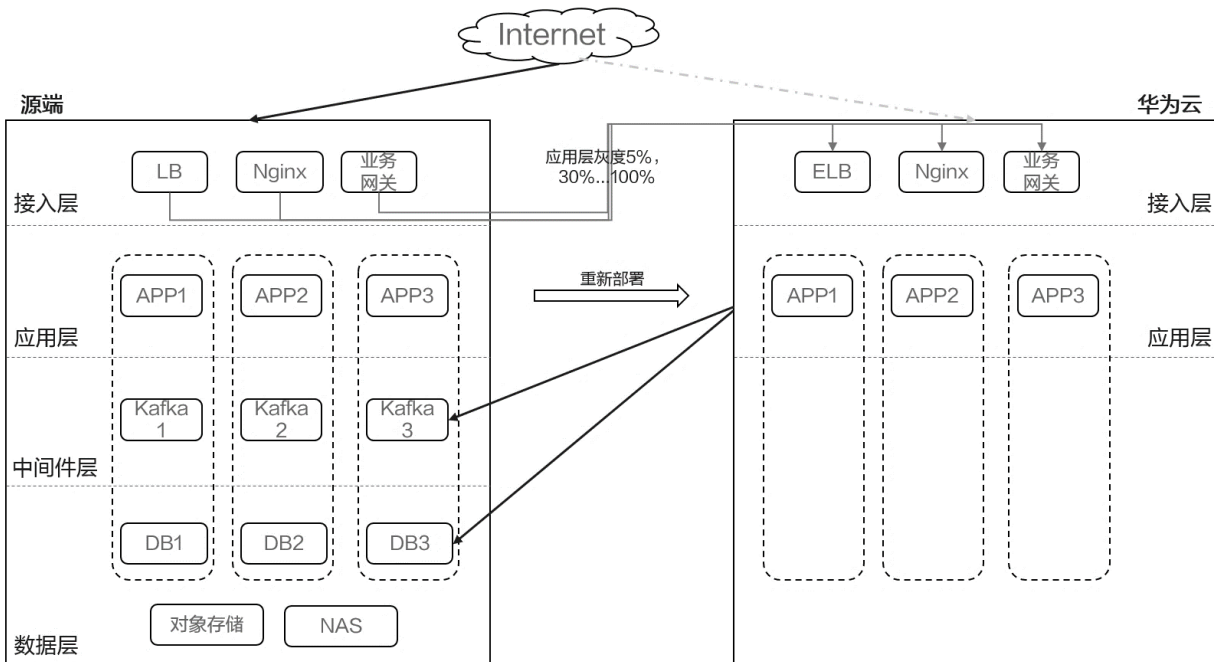 Internet
源端
华为云
LB
Nginx
业务
网关
接入层
应用层灰度5%，
30%...100%
ELB
Nginx
业务
网关
接入层
APP1
APP2
APP3
应用层
重新部署
APP1
APP2
APP3
应用层
Kafka
1
Kafka
2
Kafka
3
中间件层
DB1
DB2
DB3
对象存储
NAS
数据层